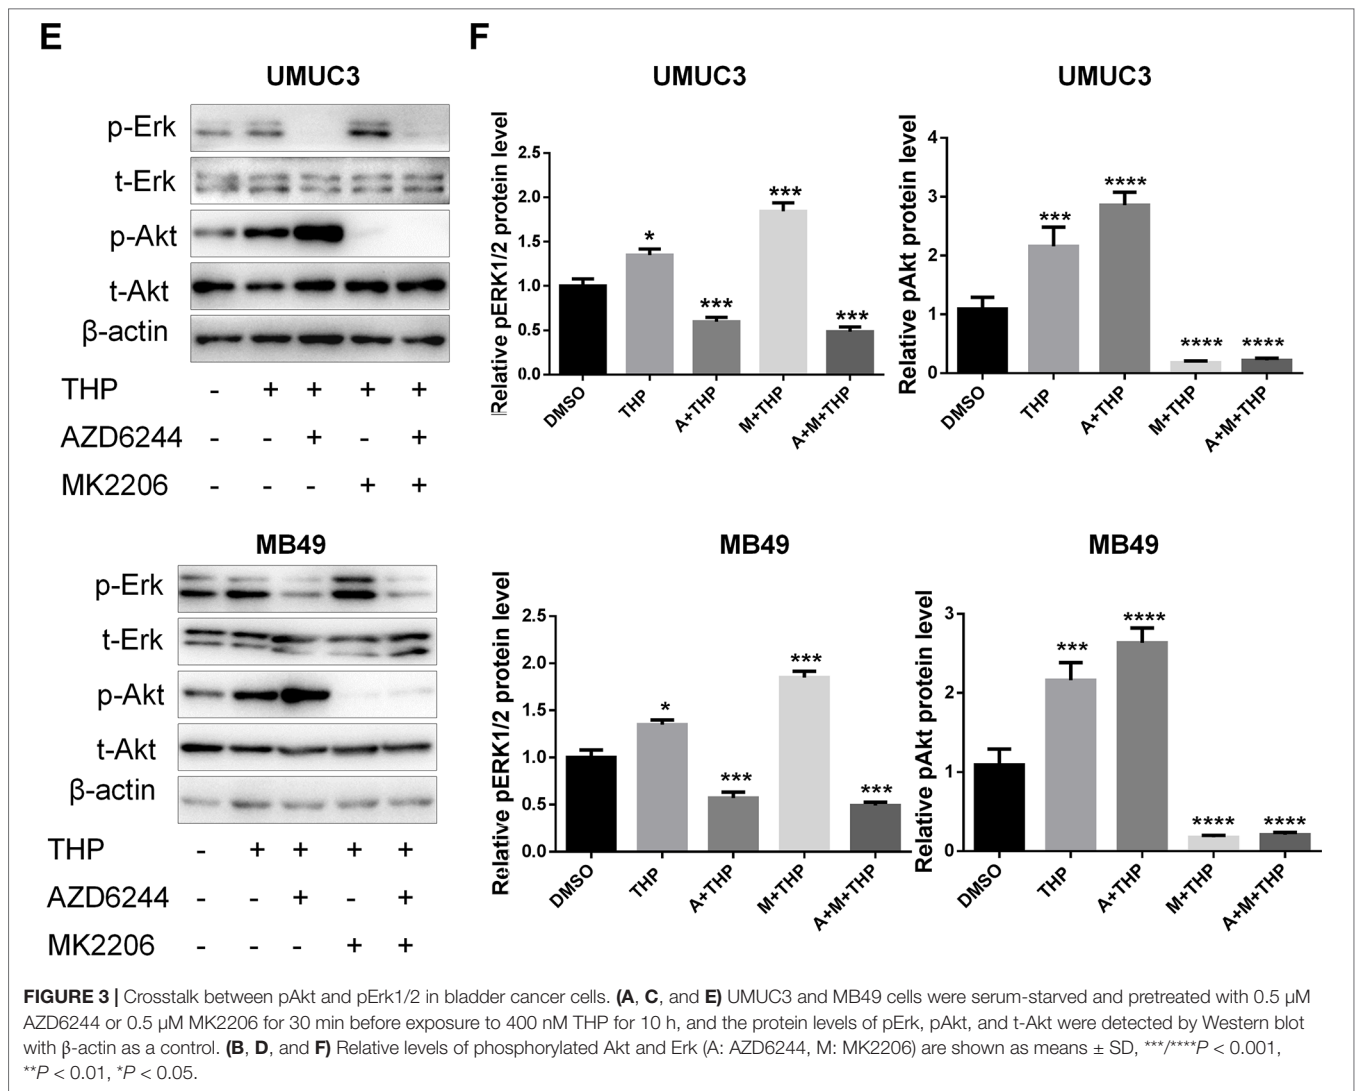 E
UMUC3
p-Erk
t-Erk
p-Akt
t-Akt
β-actin
THP - + + + +
AZD6244 - - + - +
MK2206 - - - + +
MB49
p-Erk
t-Erk
p-Akt
t-Akt
β-actin
THP - + + + +
AZD6244 - - + - +
MK2206 - - - + +
F
UMUC3
Relative pERK1/2 protein level
2.5
2.0
1.5
1.0
0.5
0.0
* *** *** ***
DMSO THP A+THP M+THP A+M+THP
UMUC3
Relative pAkt protein level
4
3
2
1
0
*** **** **** ****
DMSO THP A+THP M+THP A+M+THP
MB49
Relative pERK1/2 protein level
2.5
2.0
1.5
1.0
0.5
0.0
* *** *** ***
DMSO THP A+THP M+THP A+M+THP
MB49
Relative pAkt protein level
3
2
1
0
*** **** **** ****
DMSO THP A+THP M+THP A+M+THP
FIGURE 3 | Crosstalk between pAkt and pErk1/2 in bladder cancer cells. (A, C, and E) UMUC3 and MB49 cells were serum-starved and pretreated with 0.5 μM
AZD6244 or 0.5 μM MK2206 for 30 min before exposure to 400 nM THP for 10 h, and the protein levels of pErk, pAkt, and t-Akt were detected by Western blot
with β-actin as a control. (B, D, and F) Relative levels of phosphorylated Akt and Erk (A: AZD6244, M: MK2206) are shown as means ± SD, ***/****P < 0.001,
**P < 0.01, *P < 0.05.